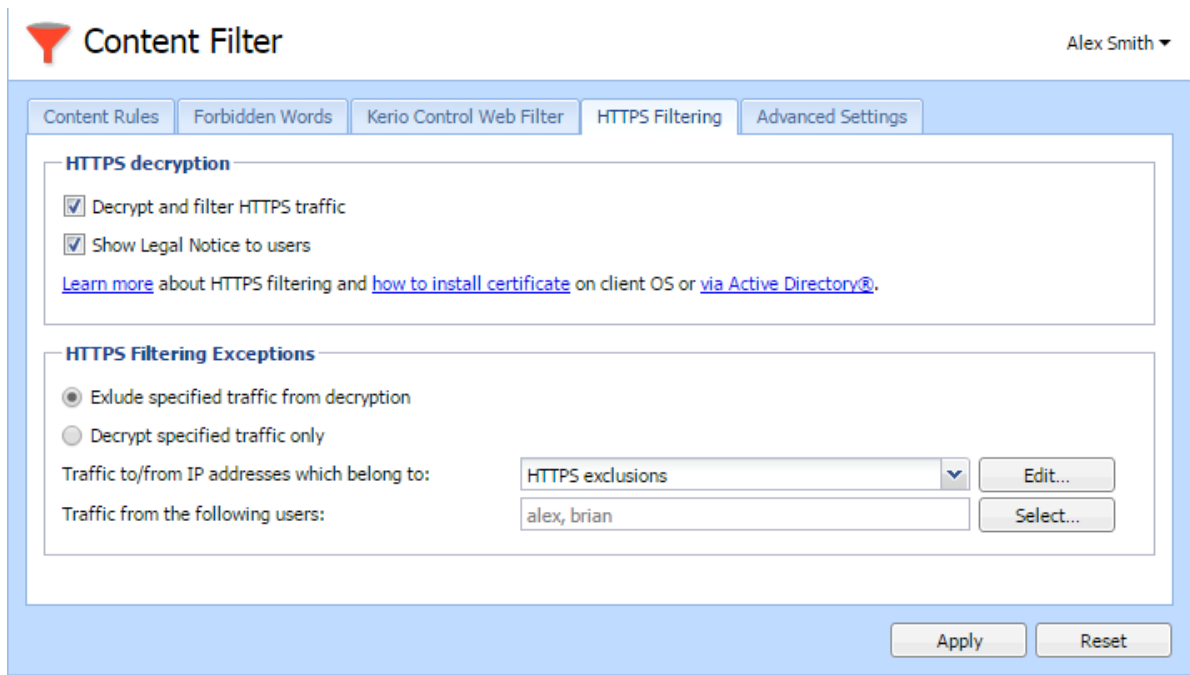 Content Filter
Alex Smith
Content Rules Forbidden Words Kerio Control Web Filter HTTPS Filtering Advanced Settings
HTTPS decryption
Decrypt and filter HTTPS traffic
Show Legal Notice to users
Learn more about HTTPS filtering and how to install certificate on client OS or via Active Directory®.
HTTPS Filtering Exceptions
Exlude specified traffic from decryption
Decrypt specified traffic only
Traffic to/from IP addresses which belong to: HTTPS exclusions Edit...
Traffic from the following users: alex, brian Select...
Apply Reset